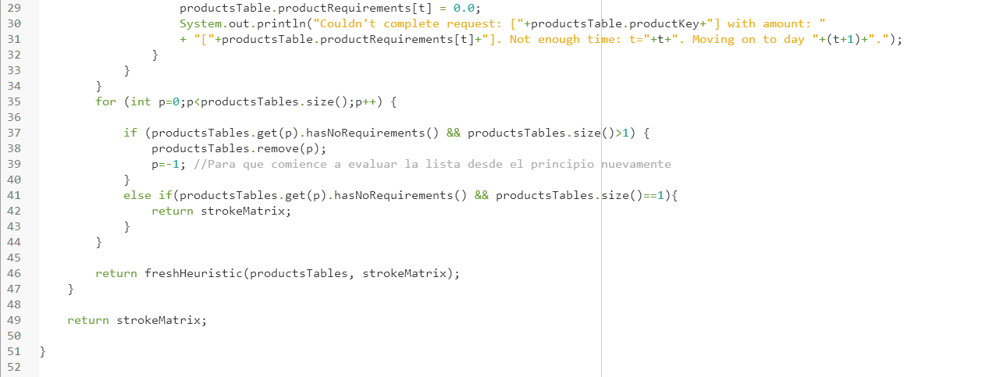 29 productsTable.productRequirements[t] = 0.0;
30 System.out.println("Couldn't complete request: ["+productsTable.productKey+"] with amount: "
31 + "["+productsTable.productRequirements[t]+"]. Not enough time: t="+t+". Moving on to day "+(t+1)+".");
32 }
33 }
34 }
35 for (int p=0;p<productsTables.size();p++) {
36
37 if (productsTables.get(p).hasNoRequirements() && productsTables.size()>1) {
38 productsTables.remove(p);
39 p=-1; //Para que comience a evaluar la lista desde el principio nuevamente
40 }
41 else if(productsTables.get(p).hasNoRequirements() && productsTables.size()==1){
42 return strokeMatrix;
43 }
44 }
45
46 return freshHeuristic(productsTables, strokeMatrix);
47 }
48
49 return strokeMatrix;
50
51 }
52